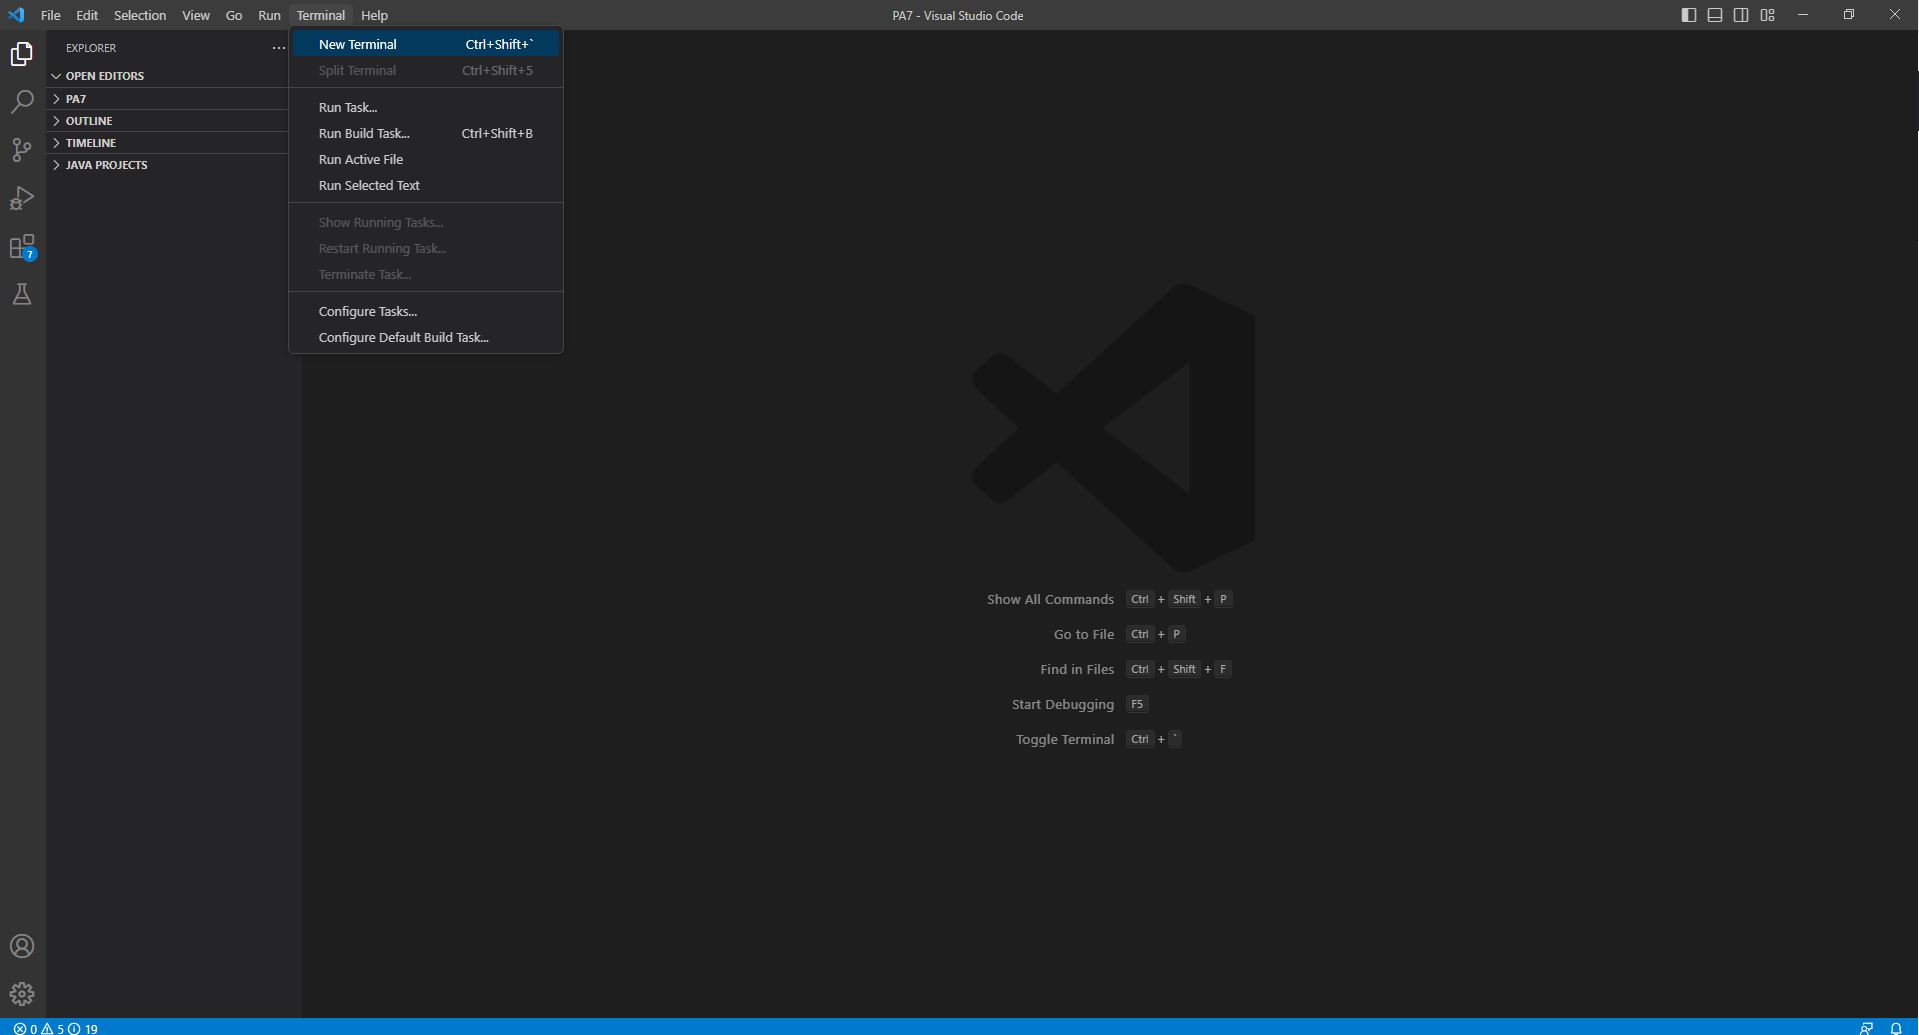 File Edit Selection View Go Run Terminal Help
PA7 - Visual Studio Code
EXPLORER
OPEN EDITORS
PA7
OUTLINE
TIMELINE
JAVA PROJECTS
7
New Terminal Ctrl+Shift+`
Split Terminal Ctrl+Shift+5
Run Task...
Run Build Task... Ctrl+Shift+B
Run Active File
Run Selected Text
Show Running Tasks...
Restart Running Task...
Terminate Task...
Configure Tasks...
Configure Default Build Task...
Show All Commands Ctrl + Shift + P
Go to File Ctrl + P
Find in Files Ctrl + Shift + F
Start Debugging F5
Toggle Terminal Ctrl + `
0 5 19